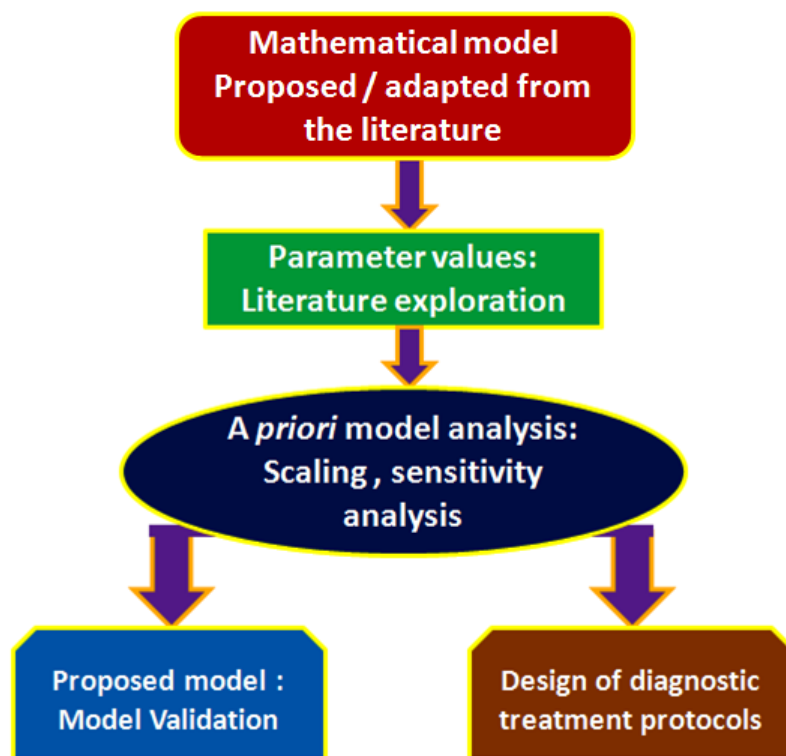 Mathematical model
Proposed / adapted from
the literature
Parameter values:
Literature exploration
A priori model analysis:
Scaling , sensitivity
analysis
Proposed model :
Model Validation
Design of diagnostic
treatment protocols